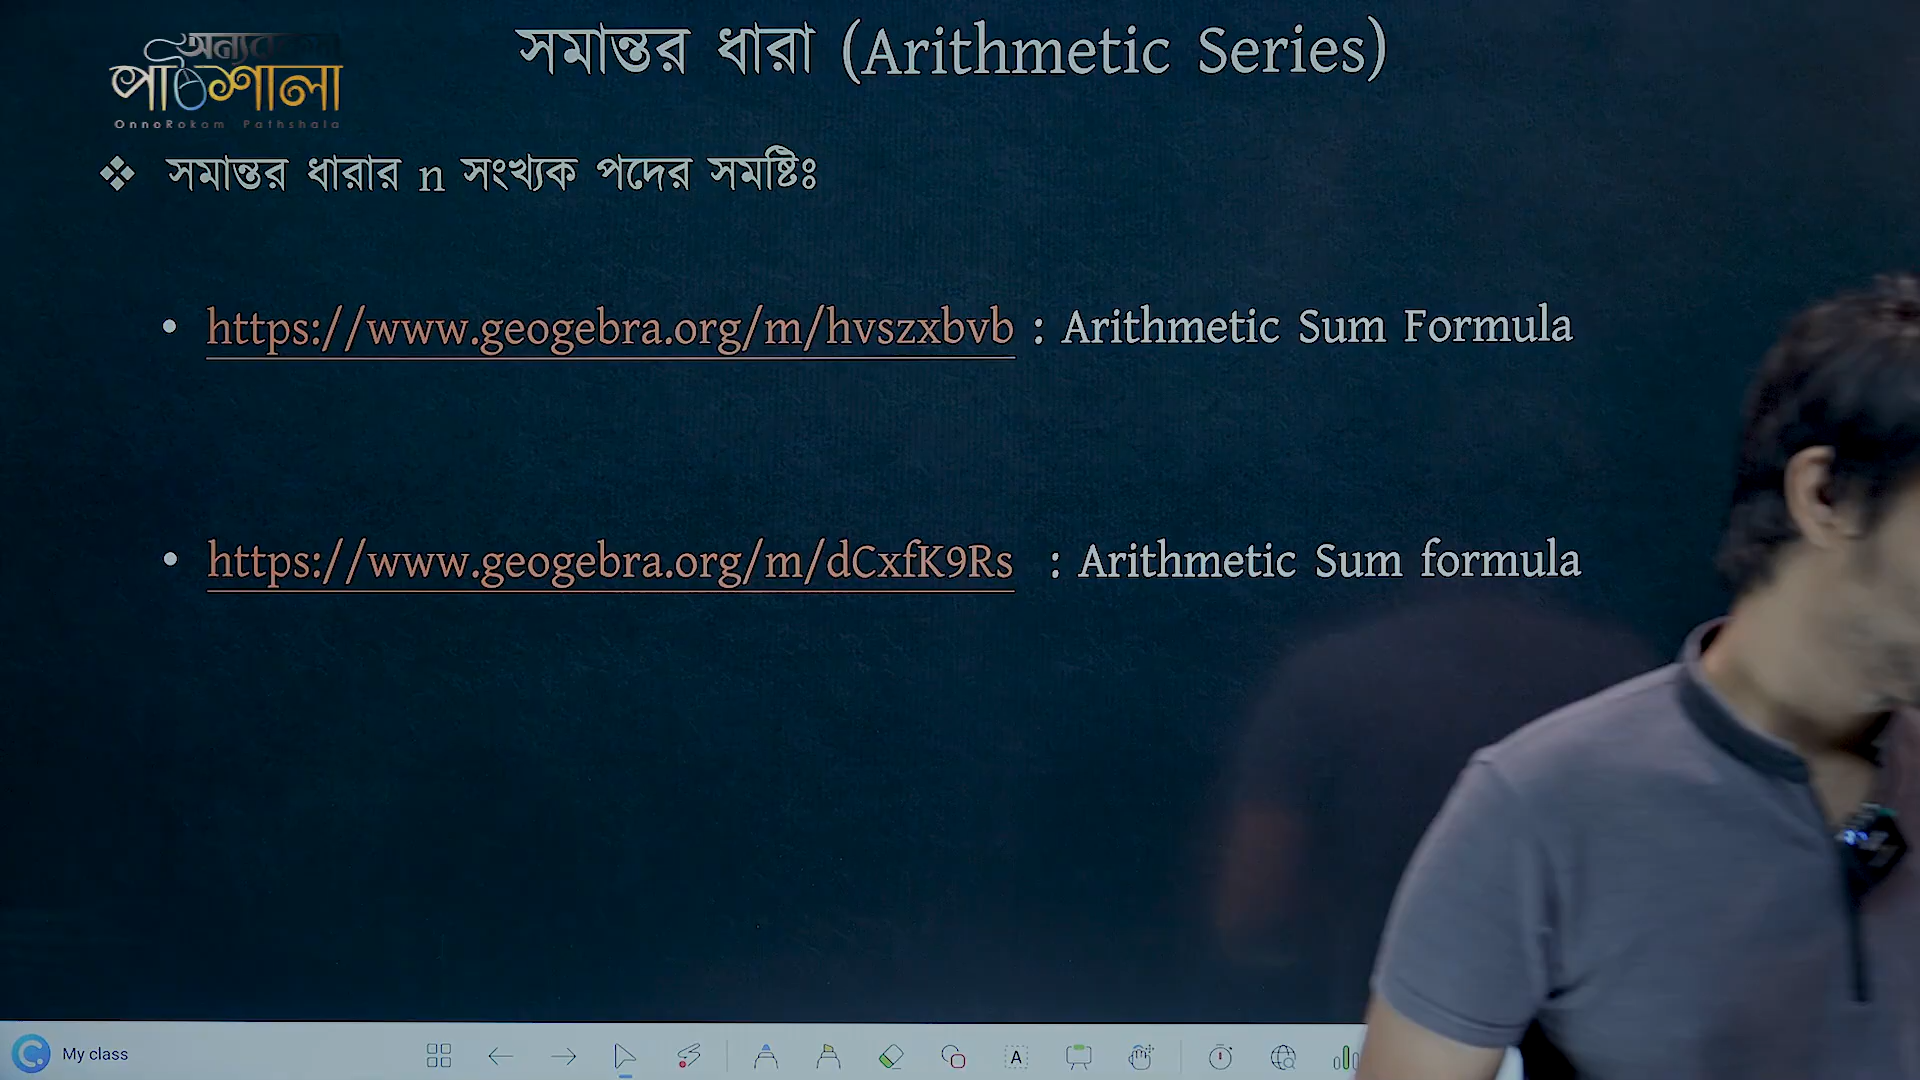 সমান্তর ধারা (Arithmetic Series)
অন্যরকম
পাঠশালা
OnnoRokom Pathshala
❖ সমান্তর ধারার n সংখ্যক পদের সমষ্টিঃ
• https://www.geogebra.org/m/hvszxbvb : Arithmetic Sum Formula
• https://www.geogebra.org/m/dCxfK9Rs : Arithmetic Sum formula
My class
A